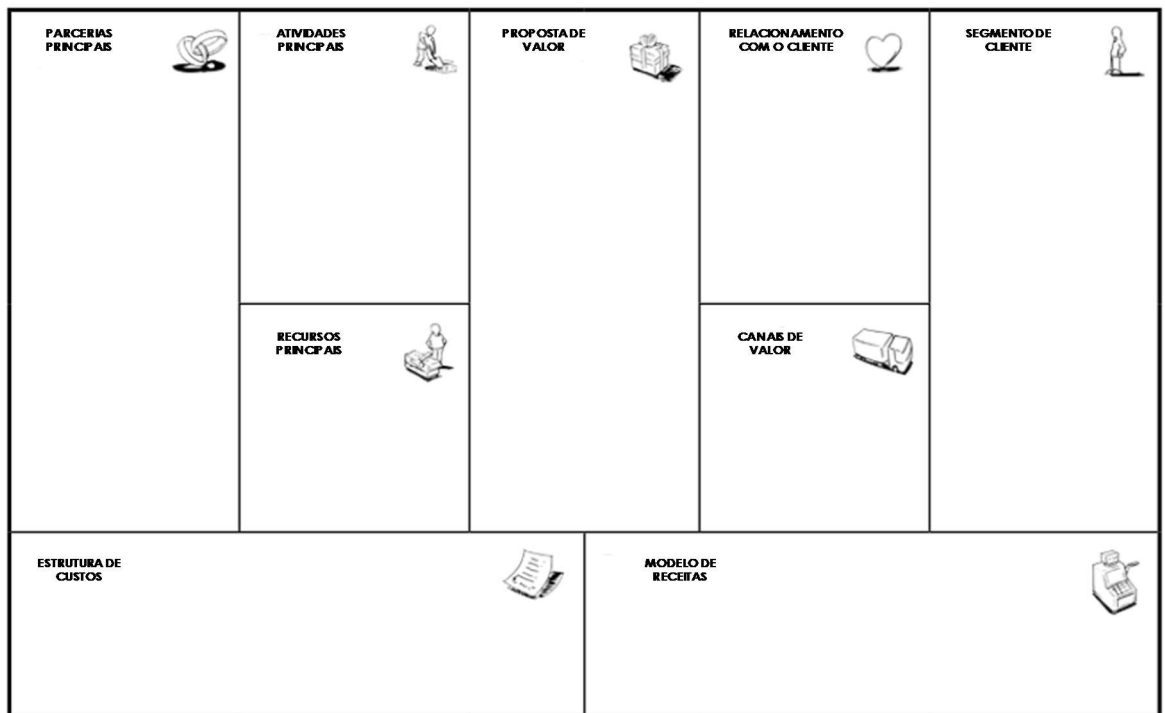 PARCERIAS
PRINCIPAIS
ATIVIDADES
PRINCIPAIS
PROPOSTA DE
VALOR
RELACIONAMENTO
COM O CLIENTE
SEGMENTO DE
CLIENTE
RECURSOS
PRINCIPAIS
CANAIS DE
VALOR
ESTRUTURA DE
CUSTOS
MODELO DE
RECEITAS